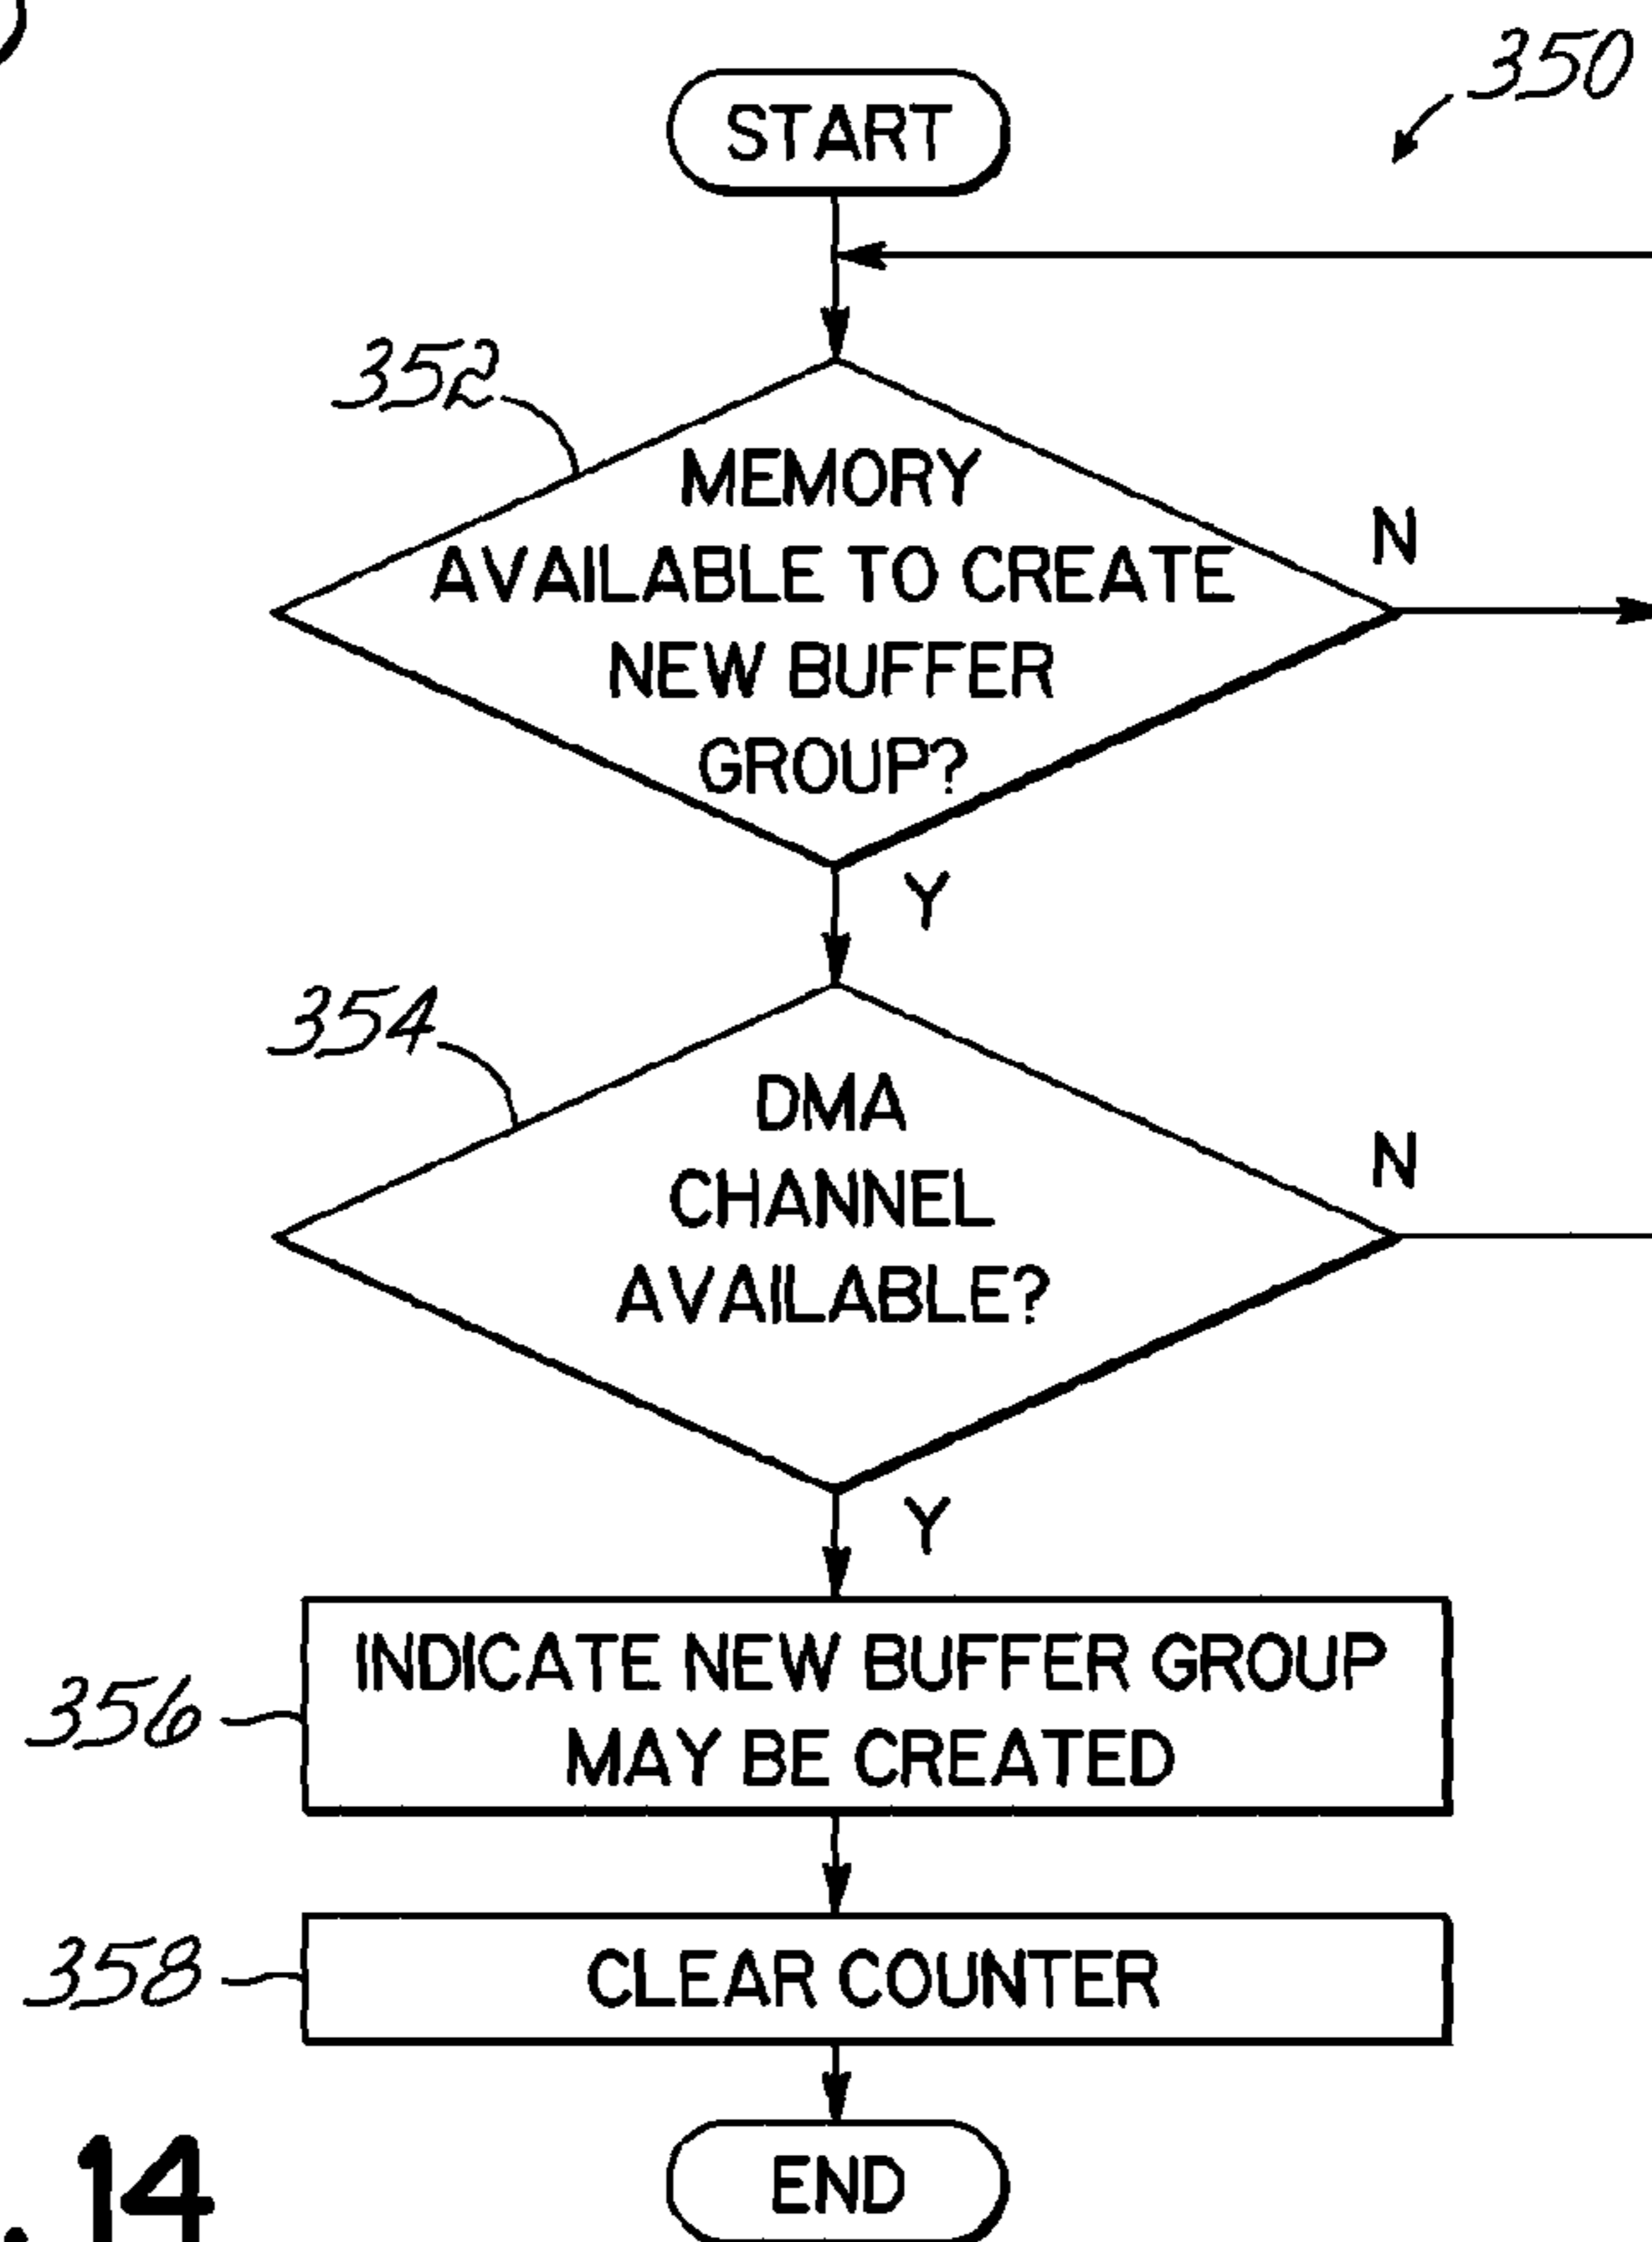 START
350
352
MEMORY
AVAILABLE TO CREATE
NEW BUFFER
GROUP?
N
Y
354
DMA
CHANNEL
AVAILABLE?
N
Y
356
INDICATE NEW BUFFER GROUP
MAY BE CREATED
358
CLEAR COUNTER
END
. 14